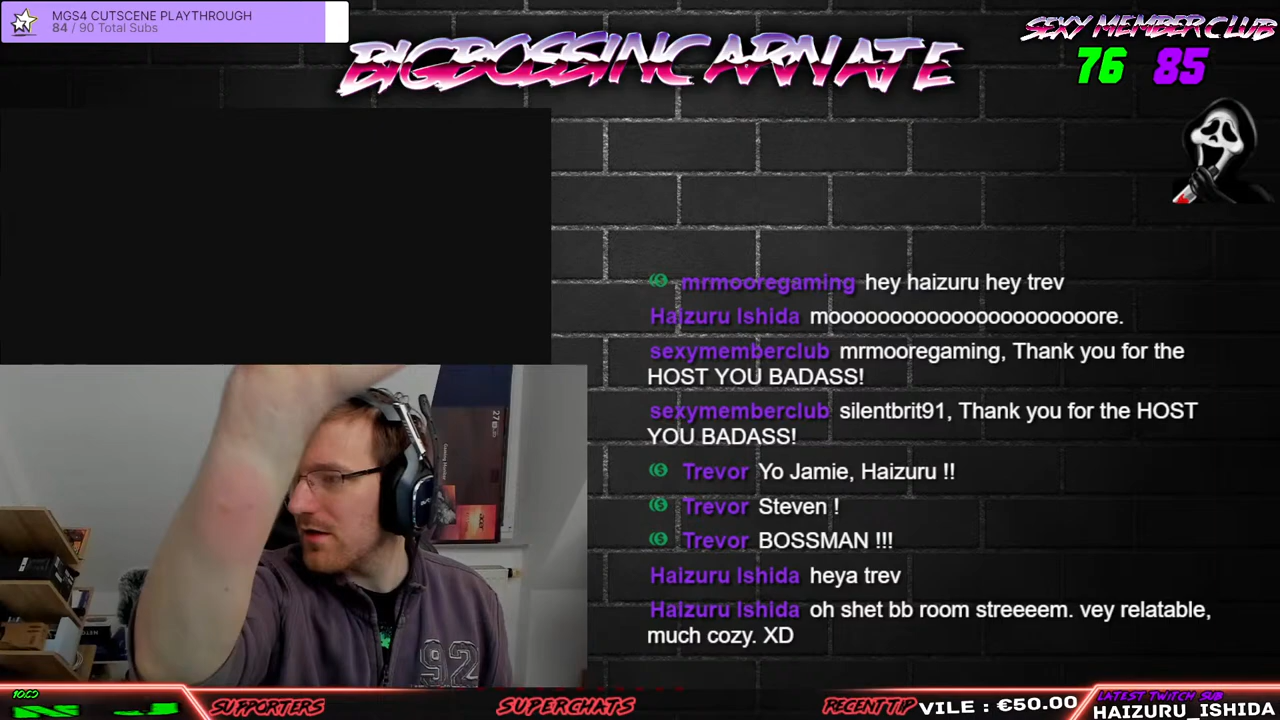 MGS4 CUTSCENE PLAYTHROUGH
84 / 90 Total Subs
BIGBOSSINCARNATE
SEXY MEMBER CLUB
76 85
mrmooregaming hey haizuru hey trev
Haizuru Ishida moooooooooooooooooooooore.
sexymemberclub mrmooregaming, Thank you for the
HOST YOU BADASS!
sexymemberclub silentbrit91, Thank you for the HOST
YOU BADASS!
Trevor Yo Jamie, Haizuru !!
Trevor Steven !
Trevor BOSSMAN !!!
Haizuru Ishida heya trev
Haizuru Ishida oh shet bb room streeeem. vey relatable,
much cozy. XD
92
SUPPORTERS
SUPERCHATS
RECENT TIP
VILE : €50.00
LATEST TWITCH SUB
HAIZURU_ISHIDA